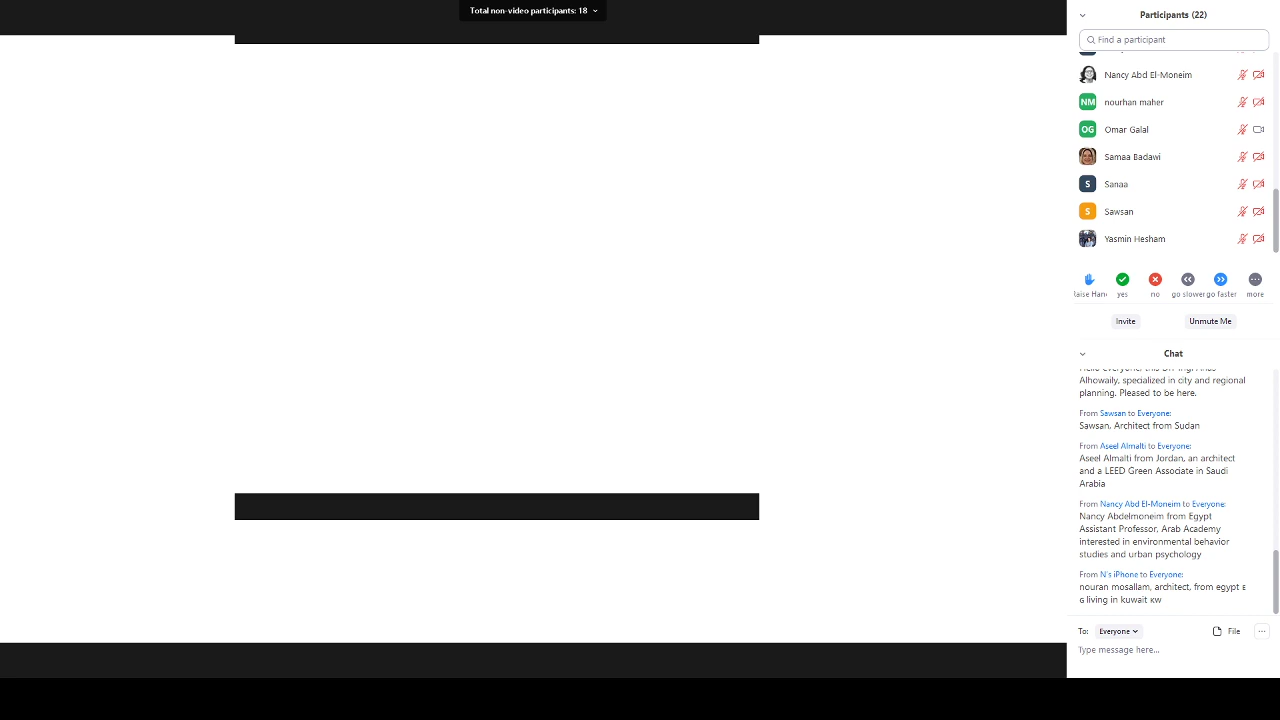 Total non-video participants: 18
Participants (22)
Find a participant
Nancy Abd El-Moneim
NM nourhan maher
OG Omar Galal
Samaa Badawi
S Sanaa
S Sawsan
Yasmin Hesham
yes no go slower go faster more
Invite Unmute Me
Chat
Alhowaily, specialized in city and regional
planning. Pleased to be here.
From Sawsan to Everyone:
Sawsan, Architect from Sudan
From Aseel Almalti to Everyone:
Aseel Almalti from Jordan, an architect
and a LEED Green Associate in Saudi
Arabia
From Nancy Abd El-Moneim to Everyone:
Nancy Abdelmoneim from Egypt
Assistant Professor, Arab Academy
interested in environmental behavior
studies and urban psychology
From N's iPhone to Everyone:
nouran mosallam, architect, from egypt ᴇ
ɢ living in kuwait ᴋᴡ
To: Everyone File
Type message here...